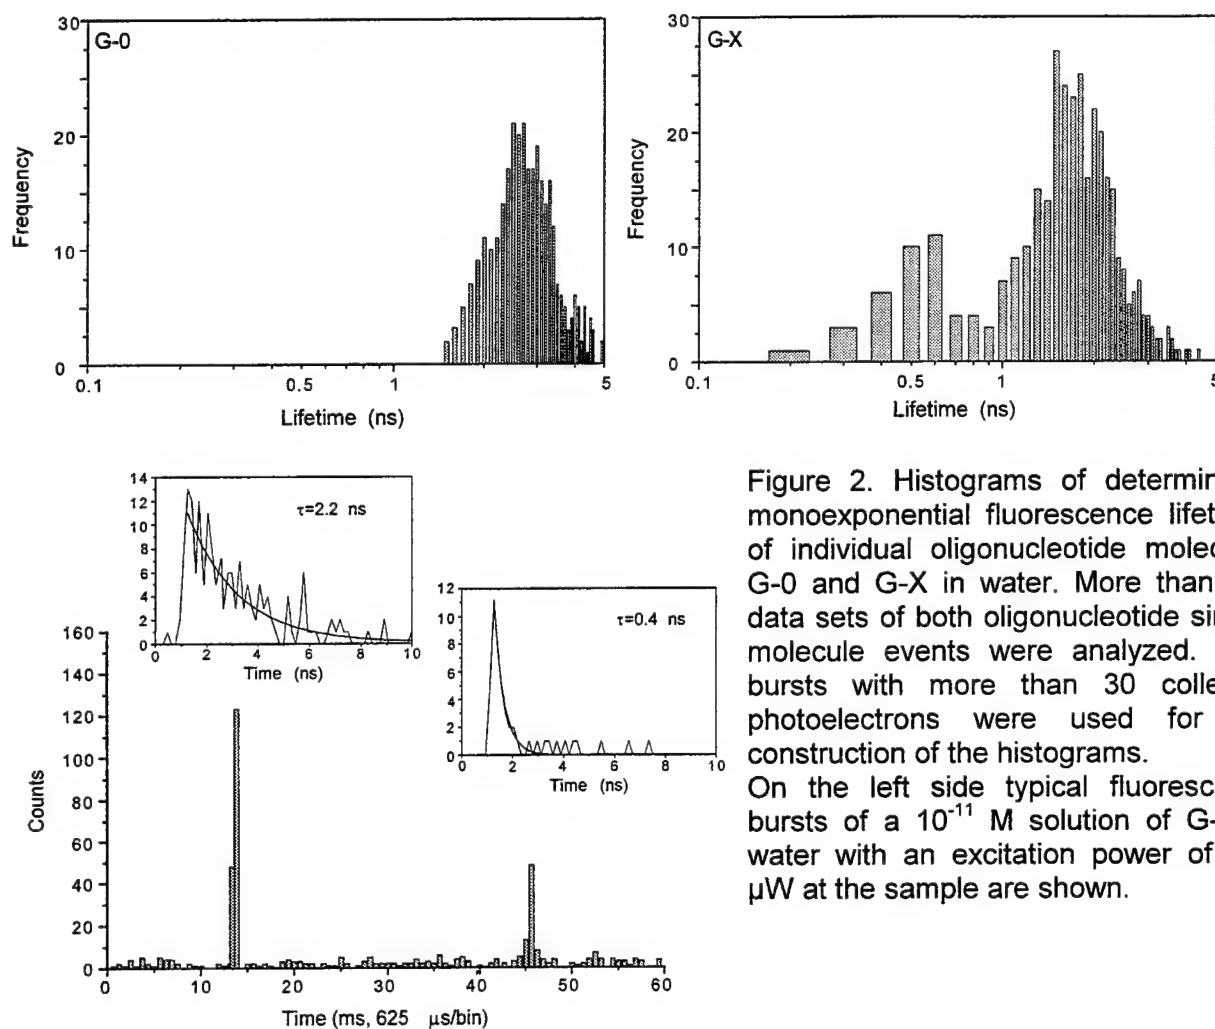 30
G-0
20
10
0
Frequency
0.1
0.5
1
5
Lifetime (ns)
30
G-X
20
10
0
Frequency
0.1
0.5
1
5
Lifetime (ns)
14
12
10
8
6
4
2
0
τ=2.2 ns
0
2
4
6
8
10
Time (ns)
12
10
8
6
4
2
0
τ=0.4 ns
0
2
4
6
8
10
Time (ns)
160
140
120
100
80
60
40
20
0
Counts
0
10
20
30
40
50
60
Time (ms, 625 μs/bin)
Figure 2. Histograms of determin
monoexponential fluorescence lifet
of individual oligonucleotide molec
G-0 and G-X in water. More than
data sets of both oligonucleotide sin
molecule events were analyzed.
bursts with more than 30 colle
photoelectrons were used for
construction of the histograms.
On the left side typical fluoresc
bursts of a 10⁻¹¹ M solution of G-
water with an excitation power of
μW at the sample are shown.